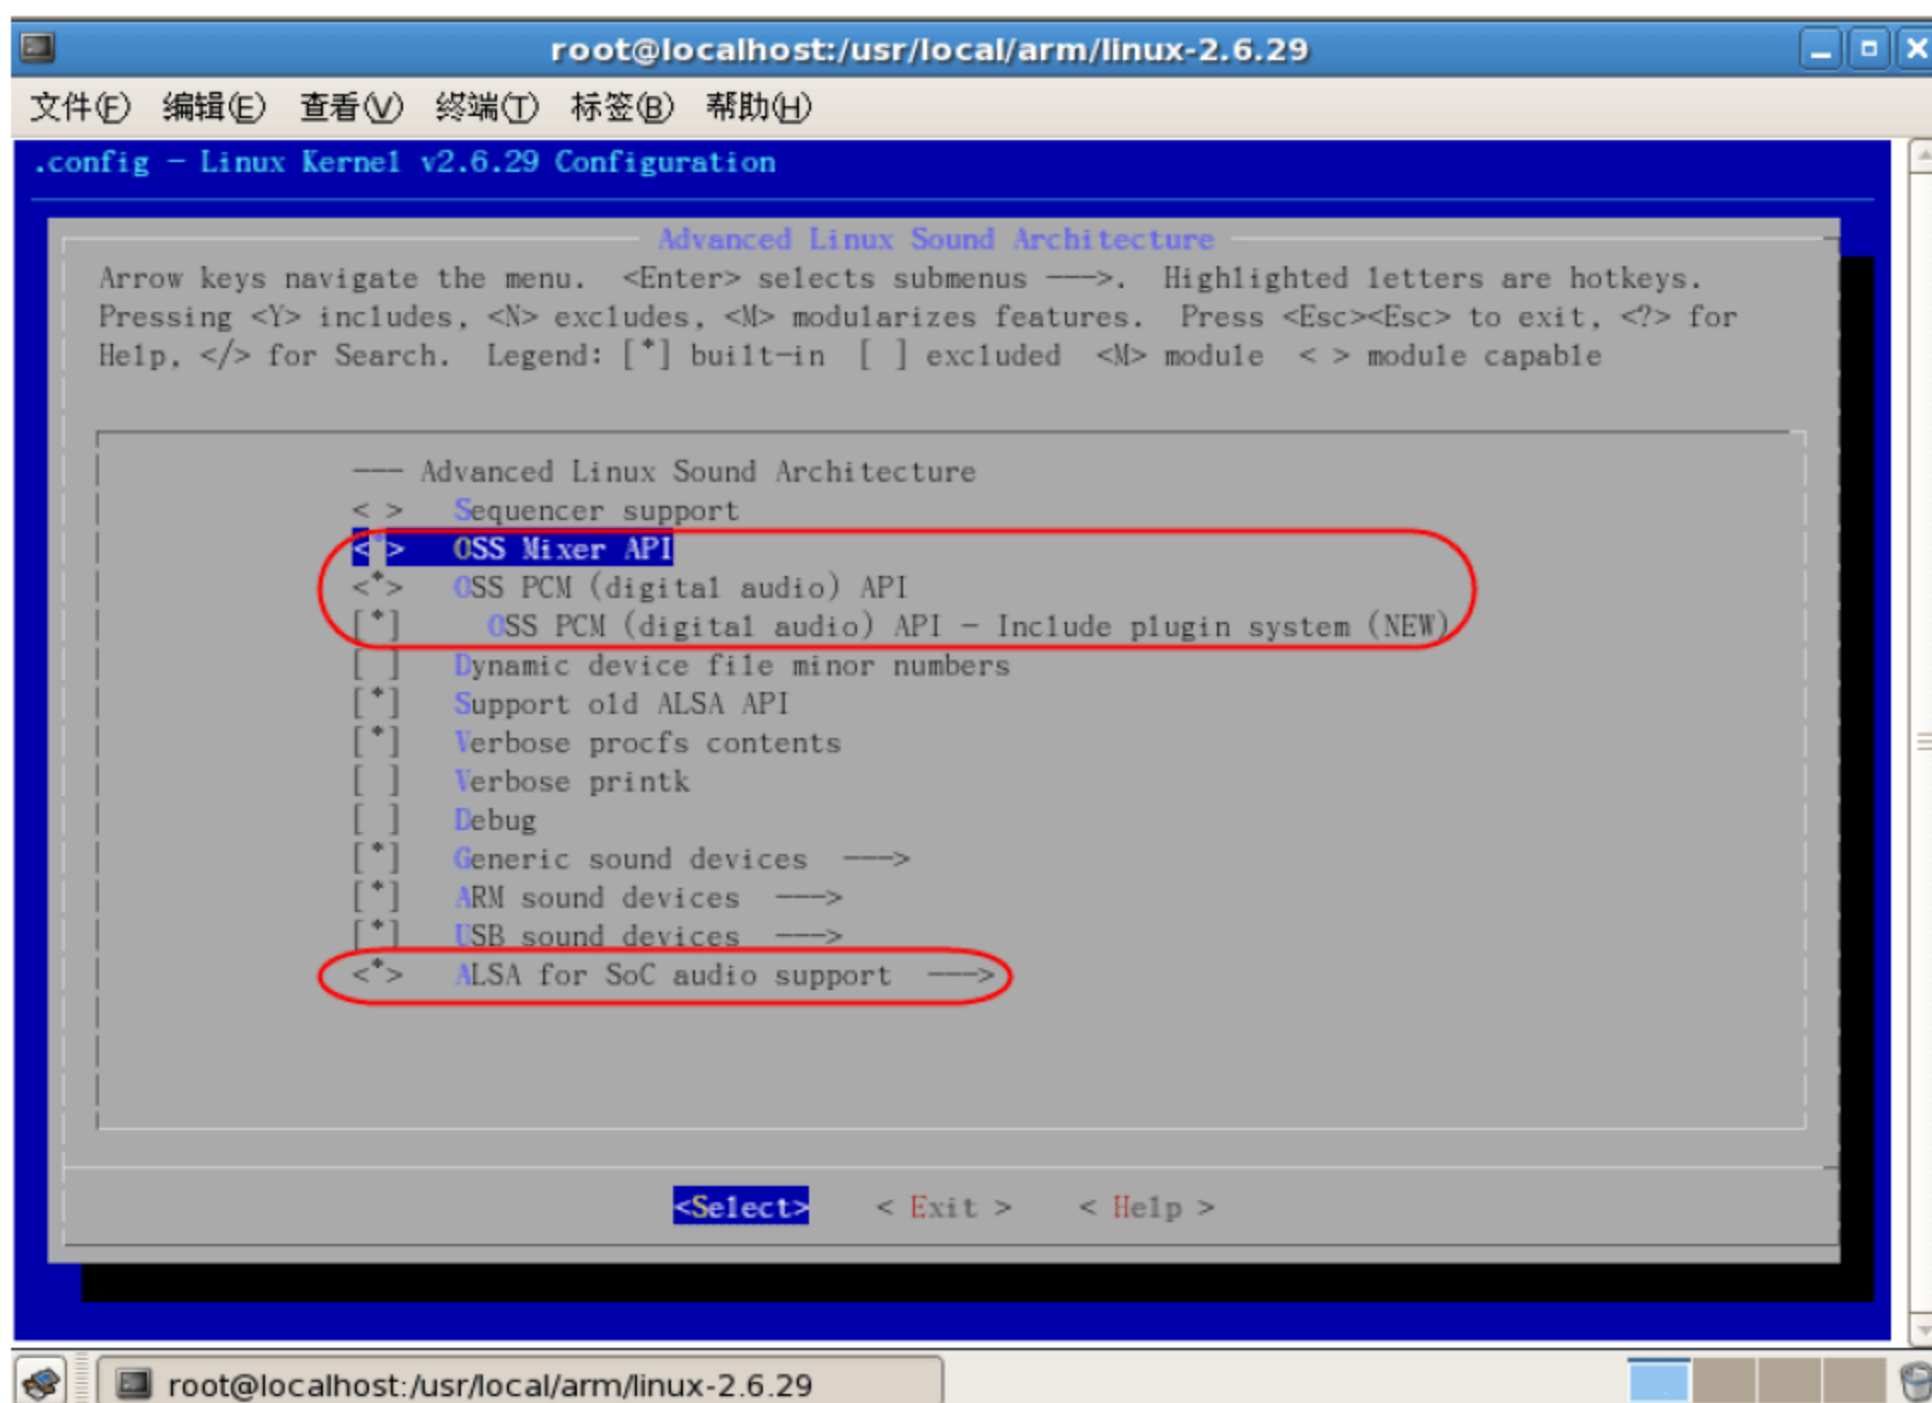 root@localhost:/usr/local/arm/linux-2.6.29
文件(F) 编辑(E) 查看(V) 终端(T) 标签(B) 帮助(H)
.config - Linux Kernel v2.6.29 Configuration
Advanced Linux Sound Architecture
Arrow keys navigate the menu. <Enter> selects submenus --->. Highlighted letters are hotkeys.
Pressing <Y> includes, <N> excludes, <M> modularizes features. Press <Esc><Esc> to exit, <?> for
Help, </> for Search. Legend: [*] built-in [ ] excluded <M> module < > module capable
--- Advanced Linux Sound Architecture
< > Sequencer support
<*> OSS Mixer API
<*> OSS PCM (digital audio) API
[*] OSS PCM (digital audio) API - Include plugin system (NEW)
[ ] Dynamic device file minor numbers
[*] Support old ALSA API
[*] Verbose procfs contents
[ ] Verbose printk
[ ] Debug
[*] Generic sound devices --->
[*] ARM sound devices --->
[*] USB sound devices --->
<*> ALSA for SoC audio support --->
<Select> < Exit > < Help >
root@localhost:/usr/local/arm/linux-2.6.29